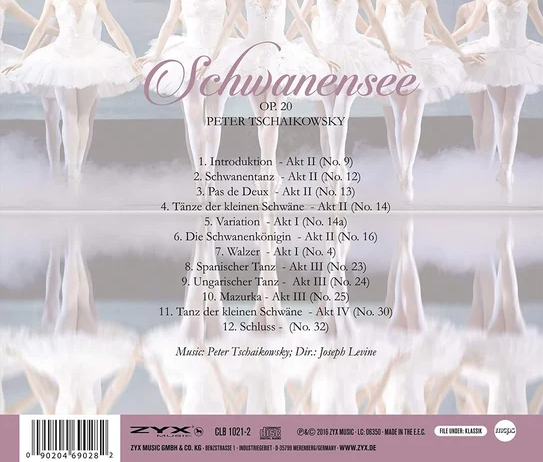 Schwanensee
OP. 20
PETER TSCHAIKOWSKY
1. Introduktion - Akt II (No. 9)
2. Schwanentanz - Akt II (No. 12)
3. Pas de Deux - Akt II (No. 13)
4. Tänze der kleinen Schwäne - Akt II (No. 14)
5. Variation - Akt I (No. 14a)
6. Die Schwanenkönigin - Akt II (No. 16)
7. Walzer - Akt I (No. 4)
8. Spanischer Tanz - Akt III (No. 23)
9. Ungarischer Tanz - Akt III (No. 24)
10. Mazurka - Akt III (No. 25)
11. Tanz der kleinen Schwäne - Akt IV (No. 30)
12. Schluss - (No. 32)
Music: Peter Tschaikowsky; Dir.: Joseph Levine
0 90204 69028 2
ZYX
MUSIC
CLB 1021-2
℗&© 2016 ZYX MUSIC · LC: 06350 · MADE IN THE E.E.C.
FILE UNDER: KLASSIK
mcps
ZYX MUSIC GMBH & CO. KG · BENZSTRASSE 1 · INDUSTRIEGEBIET · D-35799 MERENBERG/GERMANY · WWW.ZYX.DE